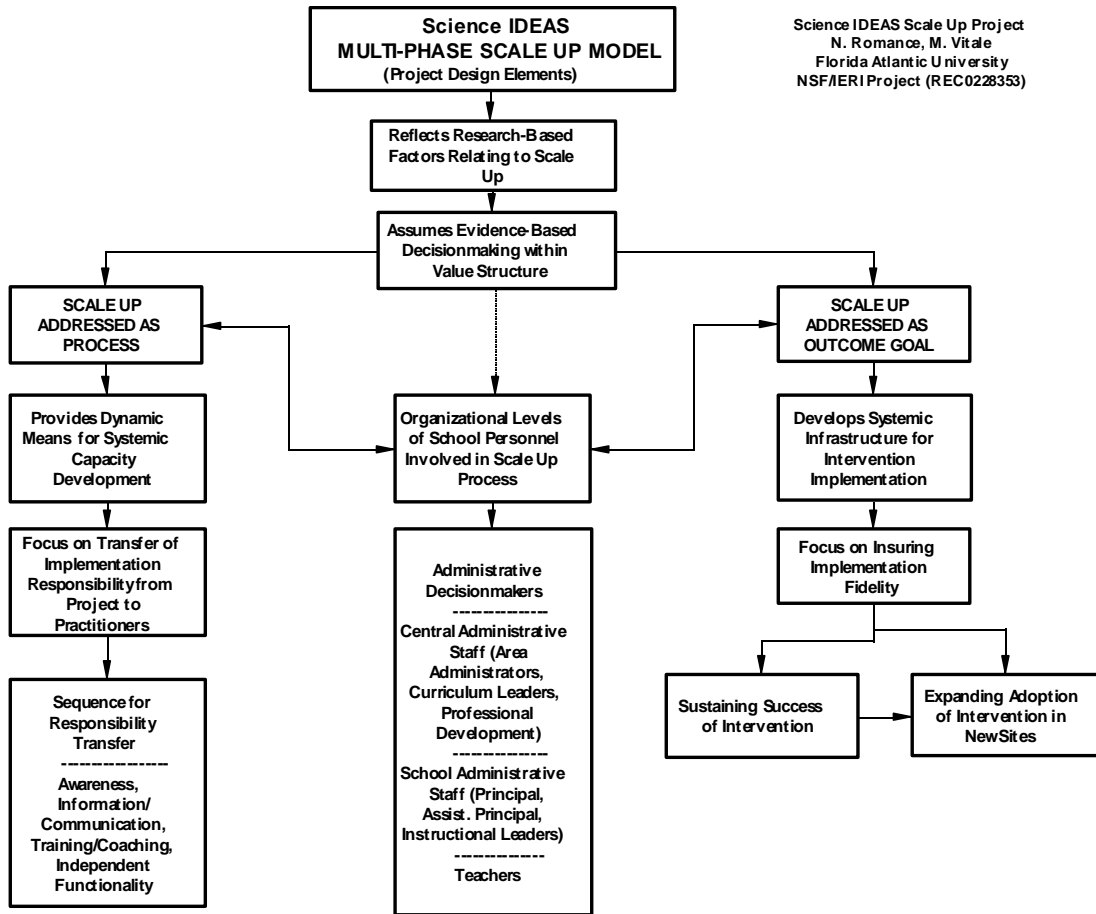 Science IDEAS
MULTI-PHASE SCALE UP MODEL
(Project Design Elements)
Science IDEAS Scale Up Project
N. Romance, M. Vitale
Florida Atlantic University
NSF/IERI Project (REC0228353)
Reflects Research-Based
Factors Relating to Scale
Up
Assumes Evidence-Based
Decisionmaking within
Value Structure
SCALE UP
ADDRESSED AS
PROCESS
SCALE UP
ADDRESSED AS
OUTCOME GOAL
Provides Dynamic
Means for Systemic
Capacity
Development
Organizational Levels
of School Personnel
Involved in Scale Up
Process
Develops Systemic
Infrastructure for
Intervention
Implementation
Focus on Transfer of
Implementation
Responsibility from
Project to
Practitioners
Administrative
Decisionmakers
----------------
Central Administrative
Staff (Area
Administrators,
Curriculum Leaders,
Professional
Development)
----------------
School Administrative
Staff (Principal,
Assist. Principal,
Instructional Leaders)
---------------
Teachers
Focus on Insuring
Implementation
Fidelity
Sequence for
Responsibility
Transfer
------------------
Awareness,
Information/
Communication,
Training/Coaching,
Independent
Functionality
Sustaining Success
of Intervention
Expanding Adoption
of Intervention in
New Sites